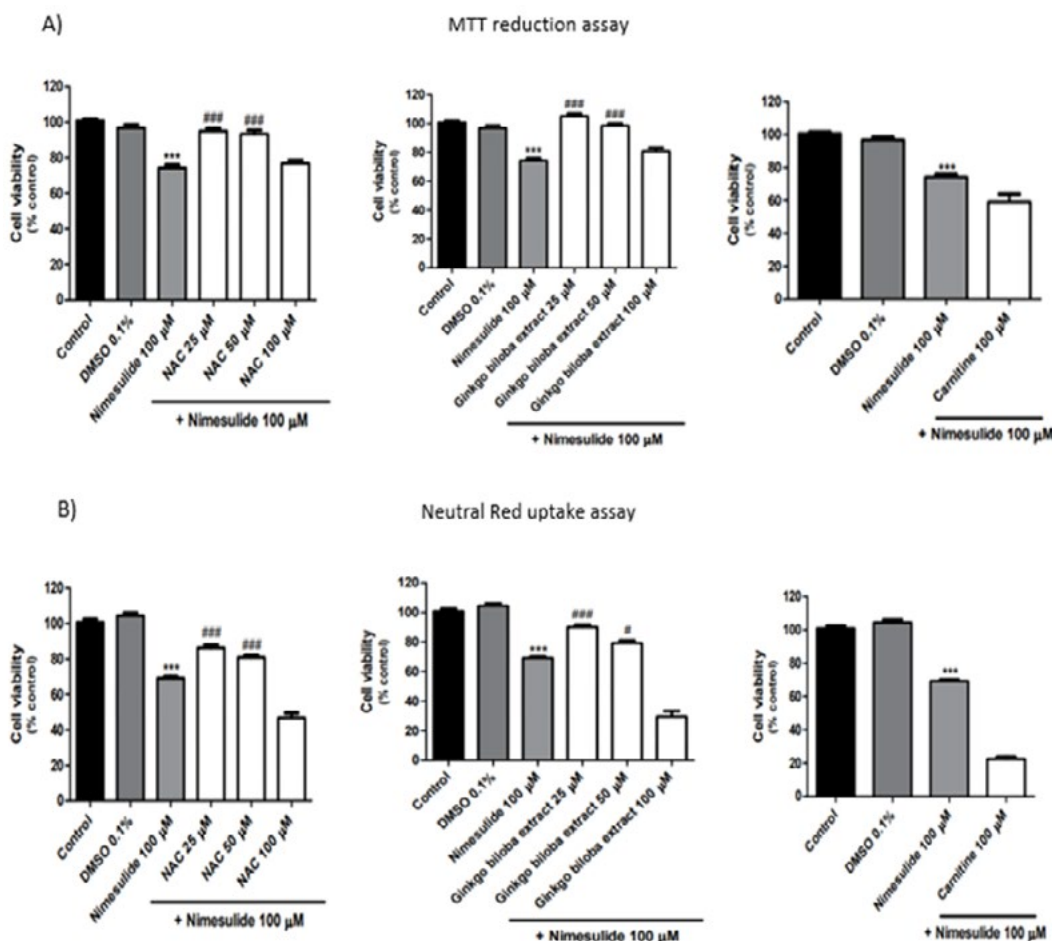 A)
MTT reduction assay
Cell viability
(% control)
120
100
80
60
40
20
0
***
###
###
Control
DMSO 0.1%
Nimesulide 100 µM
NAC 25 µM
NAC 50 µM
NAC 100 µM
+ Nimesulide 100 µM
Cell viability
(% control)
120
100
80
60
40
20
0
***
###
###
Control
DMSO 0.1%
Nimesulide 100 µM
Ginkgo biloba extract 25 µM
Ginkgo biloba extract 50 µM
Ginkgo biloba extract 100 µM
+ Nimesulide 100 µM
Cell viability
(% control)
120
100
80
60
40
20
0
***
Control
DMSO 0.1%
Nimesulide 100 µM
Carnitine 100 µM
+ Nimesulide 100 µM
B)
Neutral Red uptake assay
Cell viability
(% control)
120
100
80
60
40
20
0
***
###
###
Control
DMSO 0.1%
Nimesulide 100 µM
NAC 25 µM
NAC 50 µM
NAC 100 µM
+ Nimesulide 100 µM
Cell viability
(% control)
120
100
80
60
40
20
0
***
###
#
Control
DMSO 0.1%
Nimesulide 100 µM
Ginkgo biloba extract 25 µM
Ginkgo biloba extract 50 µM
Ginkgo biloba extract 100 µM
+ Nimesulide 100 µM
Cell viability
(% control)
120
100
80
60
40
20
0
***
Control
DMSO 0.1%
Nimesulide 100 µM
Carnitine 100 µM
+ Nimesulide 100 µM